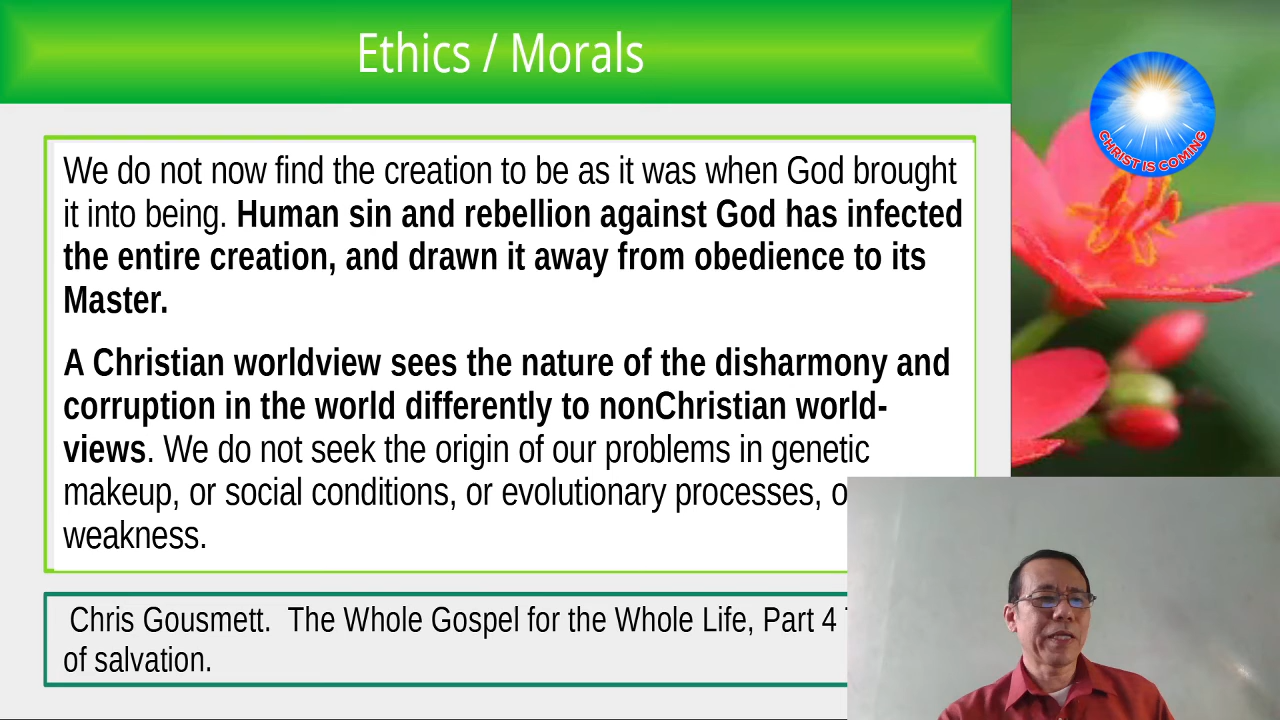 Ethics / Morals
CHRIST IS COMING
We do not now find the creation to be as it was when God brought
it into being. Human sin and rebellion against God has infected
the entire creation, and drawn it away from obedience to its
Master.
A Christian worldview sees the nature of the disharmony and
corruption in the world differently to nonChristian world-
views. We do not seek the origin of our problems in genetic
makeup, or social conditions, or evolutionary processes,
weakness.
Chris Gousmett. The Whole Gospel for the Whole Life, Part 4
of salvation.